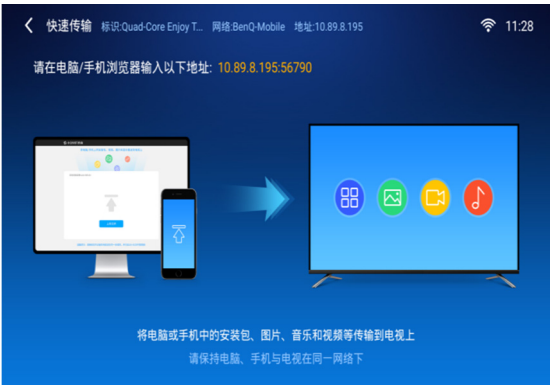 快速传输 标识:Quad-Core Enjoy T... 网络:BenQ-Mobile 地址:10.89.8.195 11:28
请在电脑/手机浏览器输入以下地址: 10.89.8.195:56790
将电脑或手机中的安装包、图片、音乐和视频等传输到电视上
请保持电脑、手机与电视在同一网络下